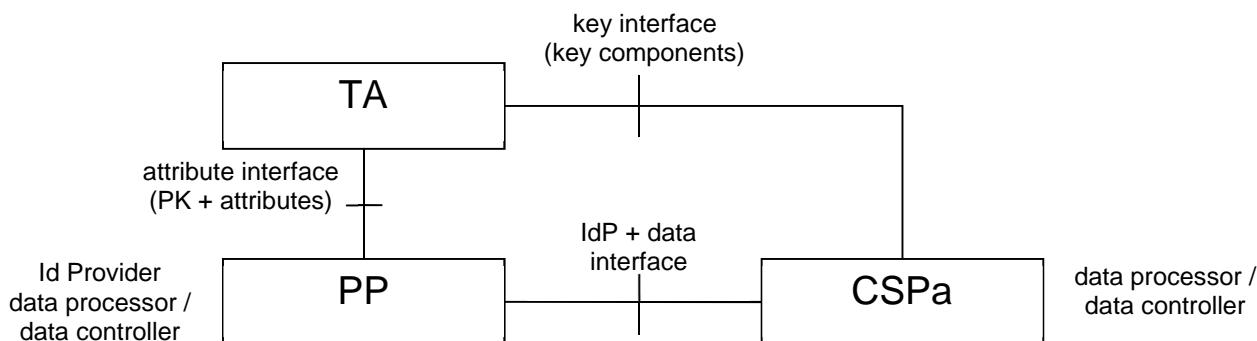 key interface
(key components)
TA
attribute interface
(PK + attributes)
IdP + data
interface
Id Provider
data processor /
data controller
PP
CSPa
data processor /
data controller